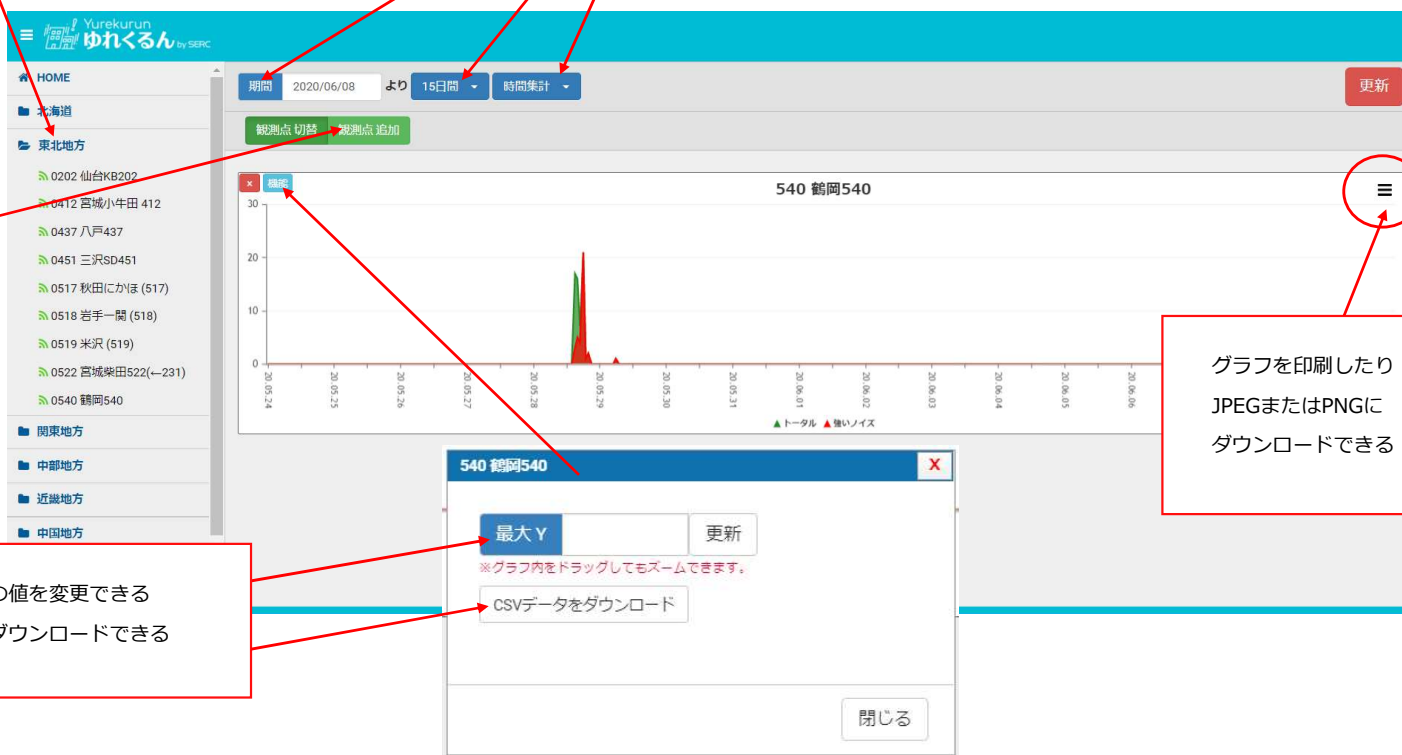 Yurekurun
ゆれくるん by SERC
HOME
北海道
東北地方
0202 仙台KB202
0412 宮城小牛田 412
0437 八戸437
0451 三沢SD451
0517 秋田にかほ (517)
0518 岩手一関 (518)
0519 米沢 (519)
0522 宮城柴田522(←231)
0540 鶴岡540
関東地方
中部地方
近畿地方
中国地方
期間 2020/06/08 より 15日間 時間集計
更新
観測点 切替 観測点 追加
x 機能
540 鶴岡540
30
20
10
0
20.05.24 20.05.25 20.05.26 20.05.27 20.05.28 20.05.29 20.05.30 20.05.31 20.06.01 20.06.02 20.06.03 20.06.04 20.06.05 20.06.06
▲トータル ▲強いノイズ
グラフを印刷したり
JPEGまたはPNGに
ダウンロードできる
540 鶴岡540 X
最大 Y 更新
※グラフ内をドラッグしてもズームできます。
CSVデータをダウンロード
閉じる
の値を変更できる
ダウンロードできる